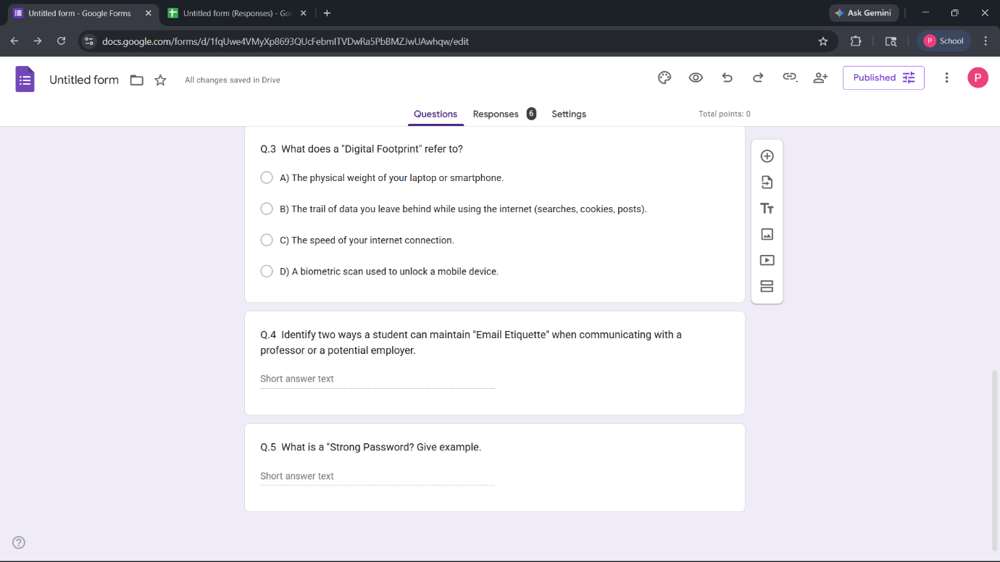 Untitled form - Google Forms
Untitled form (Responses) - Go
Ask Gemini
docs.google.com/forms/d/1fqUwe4VMyXp8693QUcFebmITVDwRa5PbBMZJwUAwhqw/edit
P School
Untitled form
All changes saved in Drive
Published
P
Questions
Responses 6
Settings
Total points: 0
Q.3 What does a "Digital Footprint" refer to?
A) The physical weight of your laptop or smartphone.
B) The trail of data you leave behind while using the internet (searches, cookies, posts).
C) The speed of your internet connection.
D) A biometric scan used to unlock a mobile device.
Q.4 Identify two ways a student can maintain "Email Etiquette" when communicating with a
professor or a potential employer.
Short answer text
Q.5 What is a "Strong Password? Give example.
Short answer text